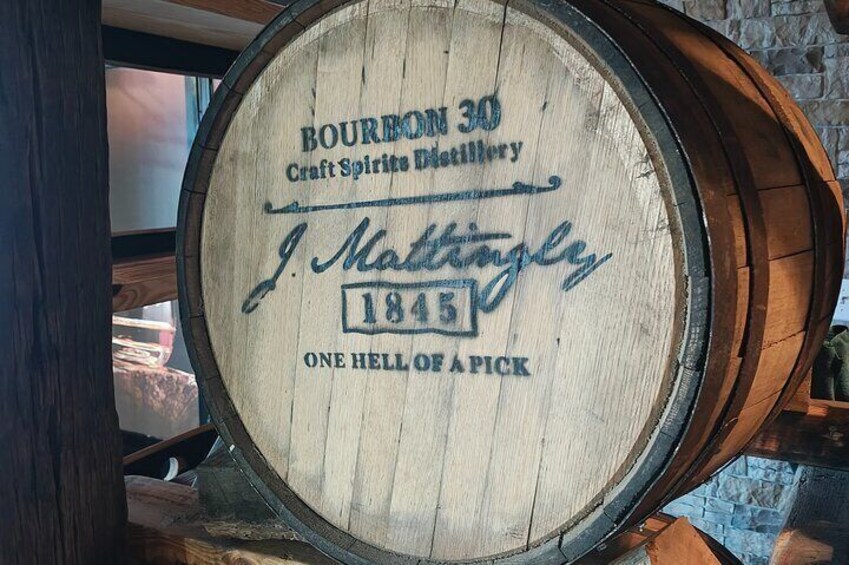 BOURBON 30
Craft Spirits Distillery
J. Mattingly
1845
ONE HELL OF A PICK